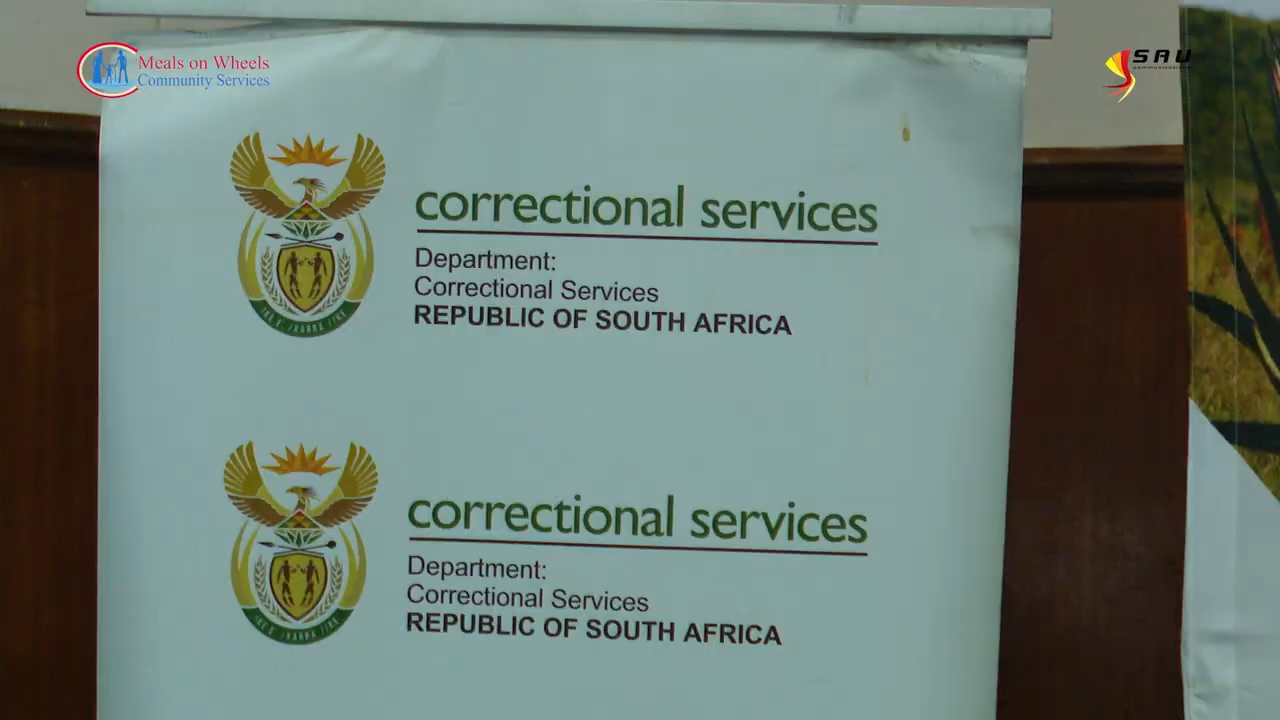 Meals on Wheels
Community Services
SAU
communications
correctional services
Department:
Correctional Services
REPUBLIC OF SOUTH AFRICA
correctional services
Department:
Correctional Services
REPUBLIC OF SOUTH AFRICA